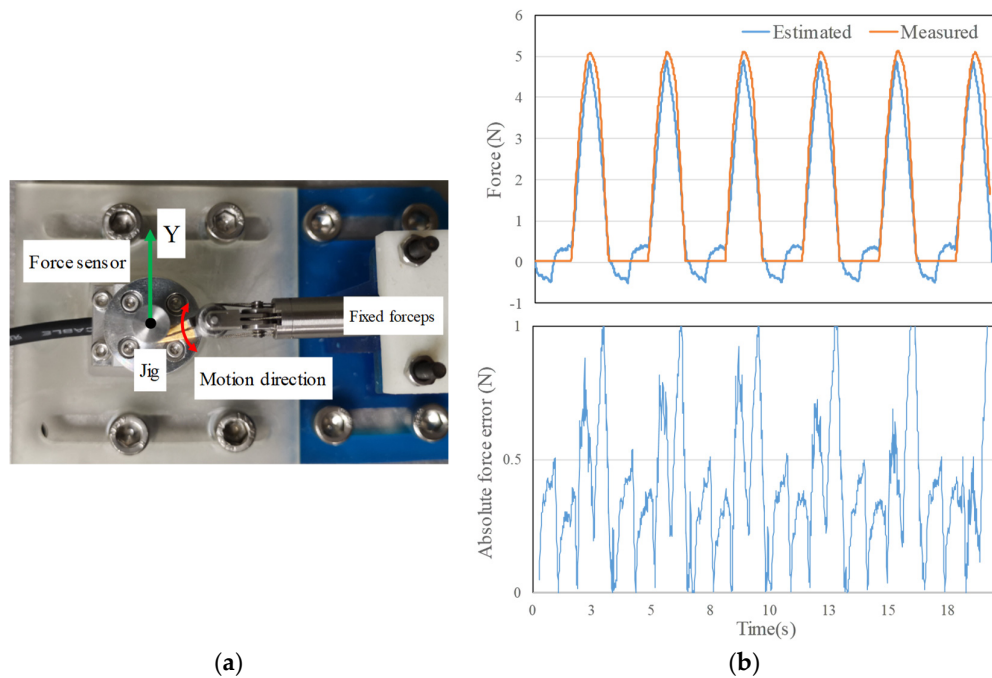 Y
Force sensor
CABLE
Fixed forceps
Jig
Motion direction
(a)
6
5
4
3
2
1
0
-1
Force (N)
Estimated
Measured
1
0.5
0
Absolute force error (N)
0
3
5
8
10
13
15
18
Time(s)
(b)